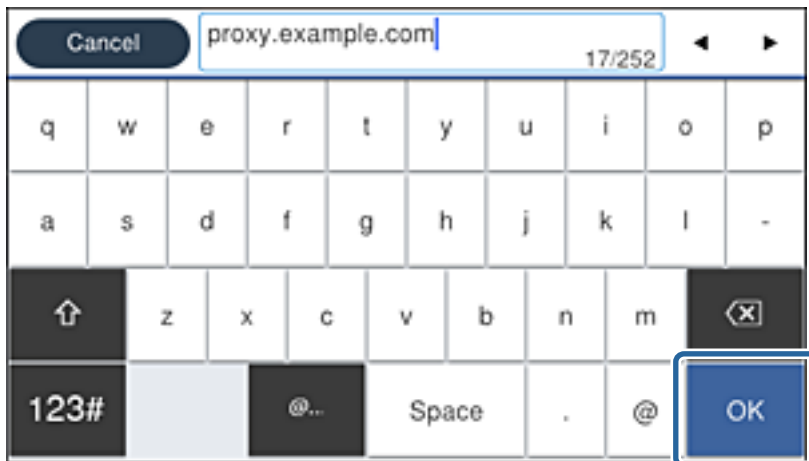 Cancel proxy.example.com 17/252
q w e r t y u i o p
a s d f g h j k l -
z x c v b n m
123# @... Space . @ OK